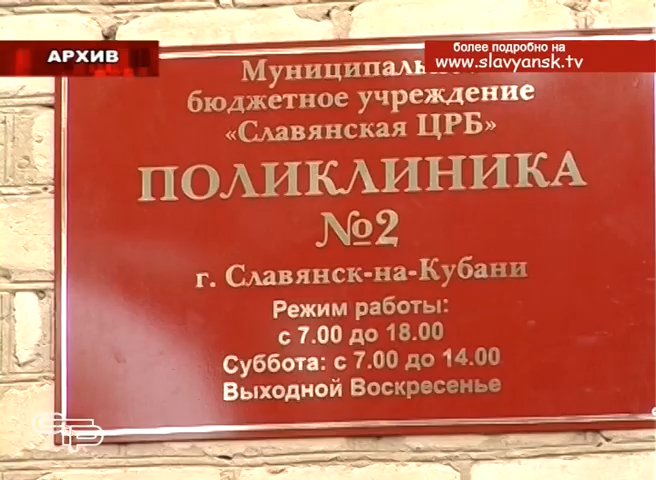 АРХИВ
более подробно на
www.slavyansk.tv
Муниципальное
бюджетное учреждение
«Славянская ЦРБ»
ПОЛИКЛИНИКА
№2
г. Славянск-на-Кубани
Режим работы:
с 7.00 до 18.00
Суббота: с 7.00 до 14.00
Выходной Воскресенье